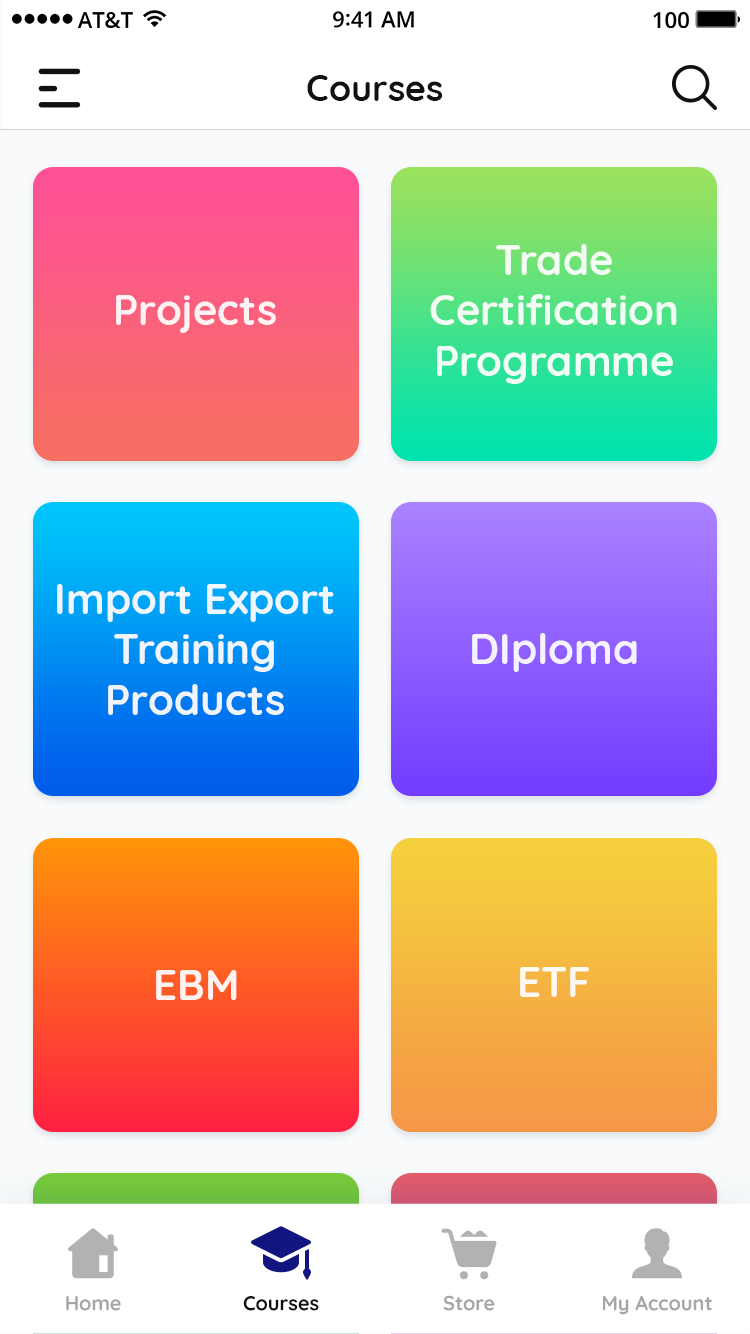 AT&T 9:41 AM 100
Courses
Projects
Trade
Certification
Programme
Import Export
Training
Products
DIploma
EBM
ETF
Home Courses Store My Account